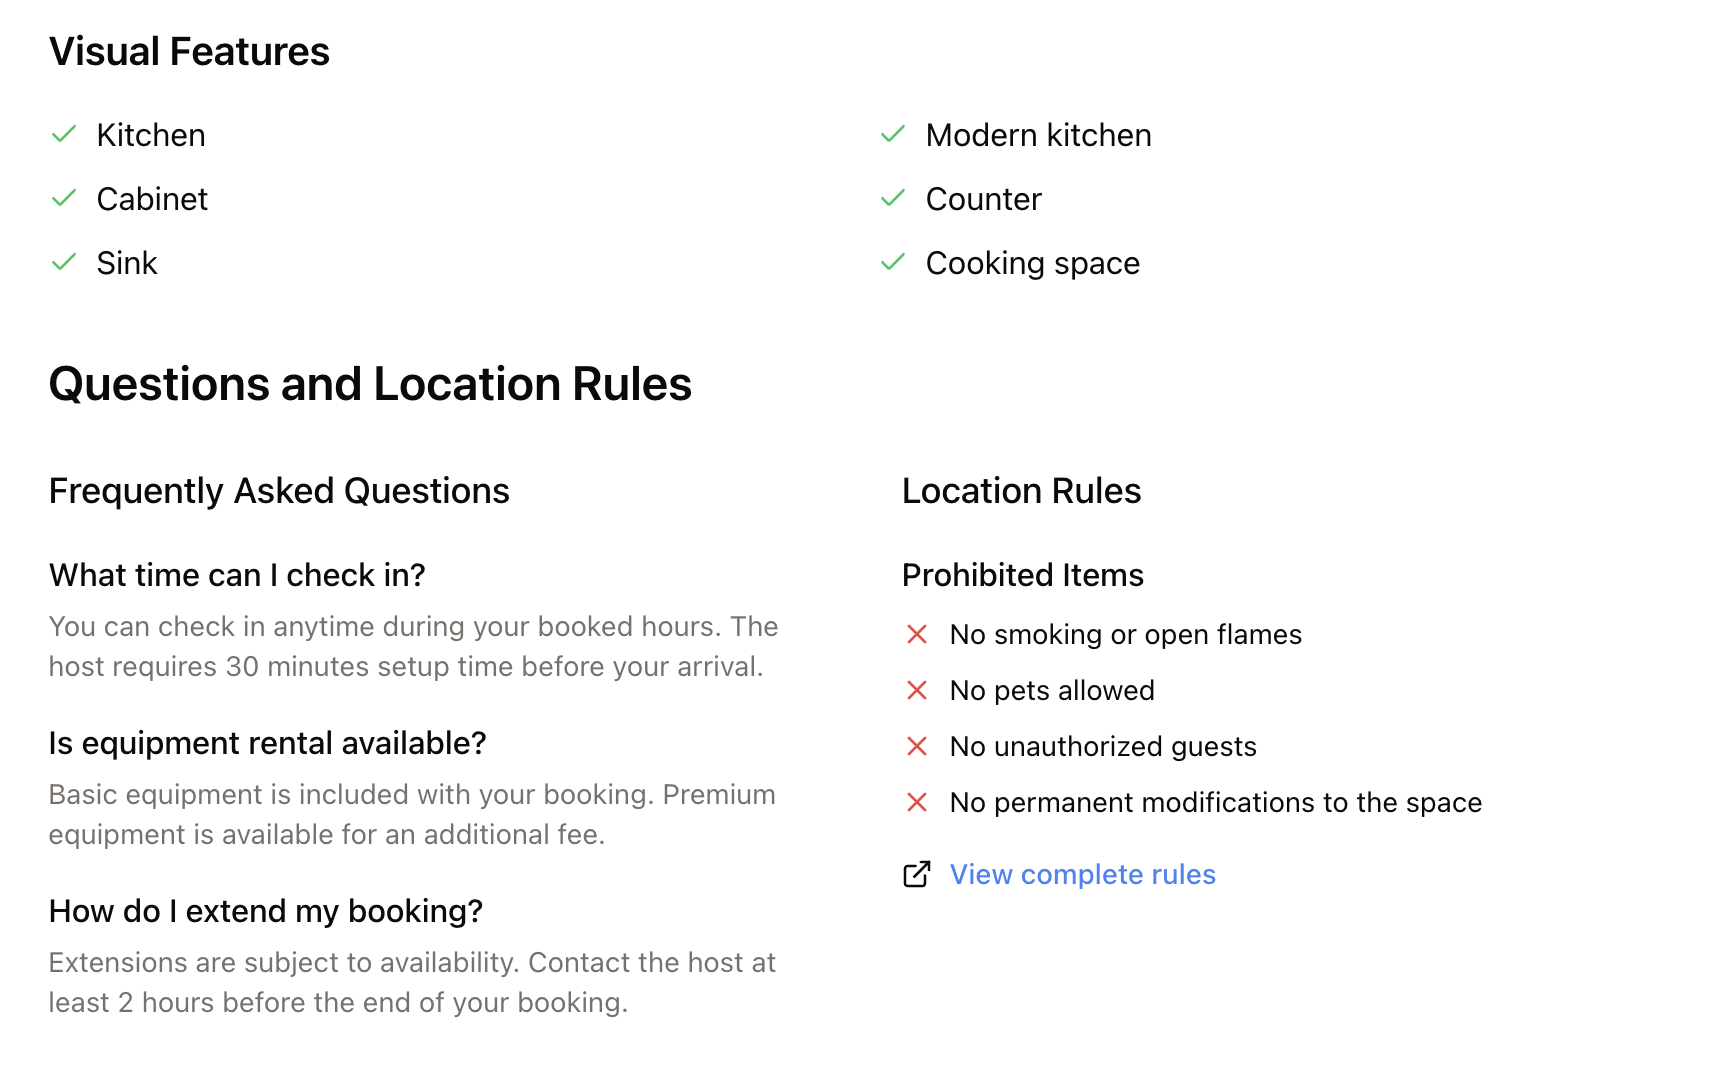 Visual Features
Kitchen
Modern kitchen
Cabinet
Counter
Sink
Cooking space
Questions and Location Rules
Frequently Asked Questions
What time can I check in?
You can check in anytime during your booked hours. The
host requires 30 minutes setup time before your arrival.
Is equipment rental available?
Basic equipment is included with your booking. Premium
equipment is available for an additional fee.
How do I extend my booking?
Extensions are subject to availability. Contact the host at
least 2 hours before the end of your booking.
Location Rules
Prohibited Items
No smoking or open flames
No pets allowed
No unauthorized guests
No permanent modifications to the space
View complete rules